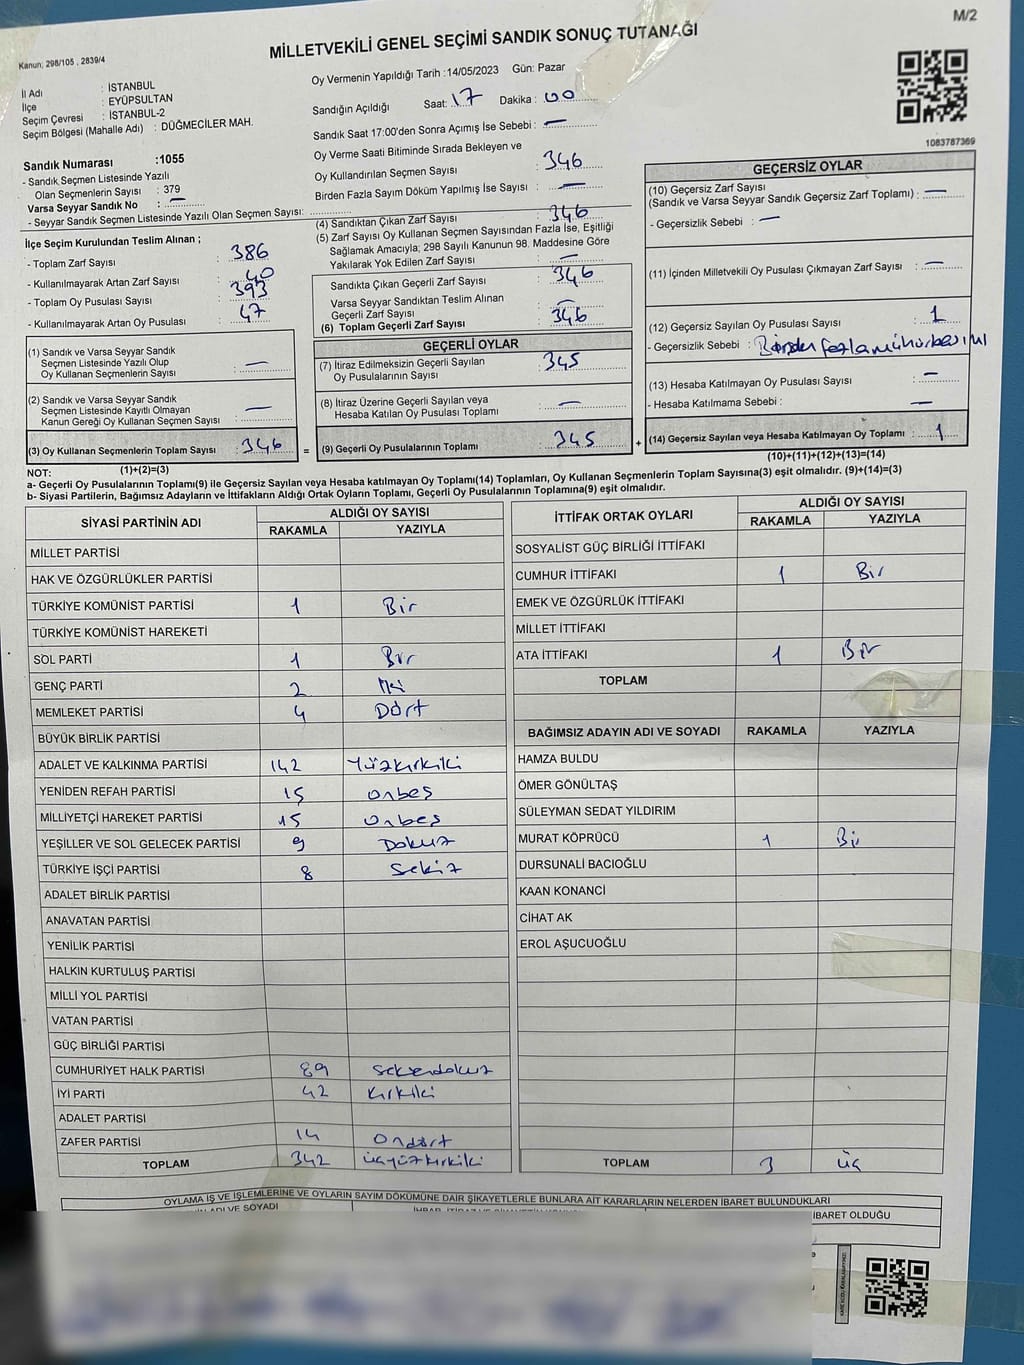 M/2
MİLLETVEKİLİ GENEL SEÇİMİ SANDIK SONUÇ TUTANAĞI
Kanun; 298/105 , 2839/4
İl Adı : İSTANBUL
İlçe : EYÜPSULTAN
Seçim Çevresi : İSTANBUL-2
Seçim Bölgesi (Mahalle Adı) : DÜĞMECİLER MAH.
Oy Vermenin Yapıldığı Tarih :14/05/2023 Gün: Pazar
Sandığın Açıldığı Saat: 17 Dakika : 00
Sandık Saat 17:00'den Sonra Açımış İse Sebebi : —
Oy Verme Saati Bitiminde Sırada Bekleyen ve
Oy Kullandırılan Seçmen Sayısı : 346
Birden Fazla Sayım Döküm Yapılmış İse Sayısı : —
1083787369
Sandık Numarası :1055
- Sandık Seçmen Listesinde Yazılı
Olan Seçmenlerin Sayısı : 379
Varsa Seyyar Sandık No : —
- Seyyar Sandık Seçmen Listesinde Yazılı Olan Seçmen Sayısı:
İlçe Seçim Kurulundan Teslim Alınan ;
- Toplam Zarf Sayısı : 386
- Kullanılmayarak Artan Zarf Sayısı : 40
- Toplam Oy Pusulası Sayısı : 393
- Kullanılmayarak Artan Oy Pusulası : 47
(4) Sandıktan Çıkan Zarf Sayısı : 346
(5) Zarf Sayısı Oy Kullanan Seçmen Sayısından Fazla İse, Eşitliği
Sağlamak Amacıyla; 298 Sayılı Kanunun 98. Maddesine Göre
Yakılarak Yok Edilen Zarf Sayısı : —
Sandıkta Çıkan Geçerli Zarf Sayısı : 346
Varsa Seyyar Sandıktan Teslim Alınan
Geçerli Zarf Sayısı : —
(6) Toplam Geçerli Zarf Sayısı : 346
GEÇERSİZ OYLAR
(10) Geçersiz Zarf Sayısı
(Sandık ve Varsa Seyyar Sandık Geçersiz Zarf Toplamı) : —
- Geçersizlik Sebebi : —
(11) İçinden Milletvekili Oy Pusulası Çıkmayan Zarf Sayısı : —
(12) Geçersiz Sayılan Oy Pusulası Sayısı : 1
- Geçersizlik Sebebi : Birden fazla mühür basımı
(13) Hesaba Katılmayan Oy Pusulası Sayısı : —
- Hesaba Katılmama Sebebi : —
(14) Geçersiz Sayılan veya Hesaba Katılmayan Oy Toplamı : 1
(10)+(11)+(12)+(13)=(14)
(1) Sandık ve Varsa Seyyar Sandık
Seçmen Listesinde Yazılı Olup
Oy Kullanan Seçmenlerin Sayısı : —
(2) Sandık ve Varsa Seyyar Sandık
Seçmen Listesinde Kayıtlı Olmayan
Kanun Gereği Oy Kullanan Seçmen Sayısı : —
(3) Oy Kullanan Seçmenlerin Toplam Sayısı : 346 =
(1)+(2)=(3)
GEÇERLİ OYLAR
(7) İtiraz Edilmeksizin Geçerli Sayılan
Oy Pusulalarının Sayısı : 345
(8) İtiraz Üzerine Geçerli Sayılan veya
Hesaba Katılan Oy Pusulası Toplamı : —
(9) Geçerli Oy Pusulalarının Toplamı : 345 +
NOT:
a- Geçerli Oy Pusulalarının Toplamı(9) ile Geçersiz Sayılan veya Hesaba katılmayan Oy Toplamı(14) Toplamları, Oy Kullanan Seçmenlerin Toplam Sayısına(3) eşit olmalıdır. (9)+(14)=(3)
b- Siyasi Partilerin, Bağımsız Adayların ve İttifakların Aldığı Ortak Oyların Toplamı, Geçerli Oy Pusulalarının Toplamına(9) eşit olmalıdır.
SİYASİ PARTİNİN ADI ALDIĞI OY SAYISI
RAKAMLA YAZIYLA
MİLLET PARTİSİ
HAK VE ÖZGÜRLÜKLER PARTİSİ
TÜRKİYE KOMÜNİST PARTİSİ 1 Bir
TÜRKİYE KOMÜNİST HAREKETİ
SOL PARTİ 1 Bir
GENÇ PARTİ 2 İki
MEMLEKET PARTİSİ 4 Dört
BÜYÜK BİRLİK PARTİSİ
ADALET VE KALKINMA PARTİSİ 142 Yüzkırkiki
YENİDEN REFAH PARTİSİ 15 onbeş
MİLLİYETÇİ HAREKET PARTİSİ 15 onbeş
YEŞİLLER VE SOL GELECEK PARTİSİ 9 Dokuz
TÜRKİYE İŞÇİ PARTİSİ 8 Sekiz
ADALET BİRLİK PARTİSİ
ANAVATAN PARTİSİ
YENİLİK PARTİSİ
HALKIN KURTULUŞ PARTİSİ
MİLLİ YOL PARTİSİ
VATAN PARTİSİ
GÜÇ BİRLİĞİ PARTİSİ
CUMHURİYET HALK PARTİSİ 89 seksendokuz
İYİ PARTİ 42 kırkiki
ADALET PARTİSİ
ZAFER PARTİSİ 14 ondört
TOPLAM 342 üçyüzkırkiki
İTTİFAK ORTAK OYLARI ALDIĞI OY SAYISI
RAKAMLA YAZIYLA
SOSYALİST GÜÇ BİRLİĞİ İTTİFAKI
CUMHUR İTTİFAKI 1 Bir
EMEK VE ÖZGÜRLÜK İTTİFAKI
MİLLET İTTİFAKI
ATA İTTİFAKI 1 Bir
TOPLAM
BAĞIMSIZ ADAYIN ADI VE SOYADI RAKAMLA YAZIYLA
HAMZA BULDU
ÖMER GÖNÜLTAŞ
SÜLEYMAN SEDAT YILDIRIM
MURAT KÖPRÜCÜ 1 Bir
DURSUNALİ BACIOĞLU
KAAN KONANCİ
CİHAT AK
EROL AŞUCUOĞLU
TOPLAM 3 üç
OYLAMA İŞ VE İŞLEMLERİNE VE OYLARIN SAYIM DÖKÜMÜNE DAİR ŞİKAYETLERLE BUNLARA AİT KARARLARIN NELERDEN İBARET BULUNDUKLARI
ADI VE SOYADI
İBARET OLDUĞU